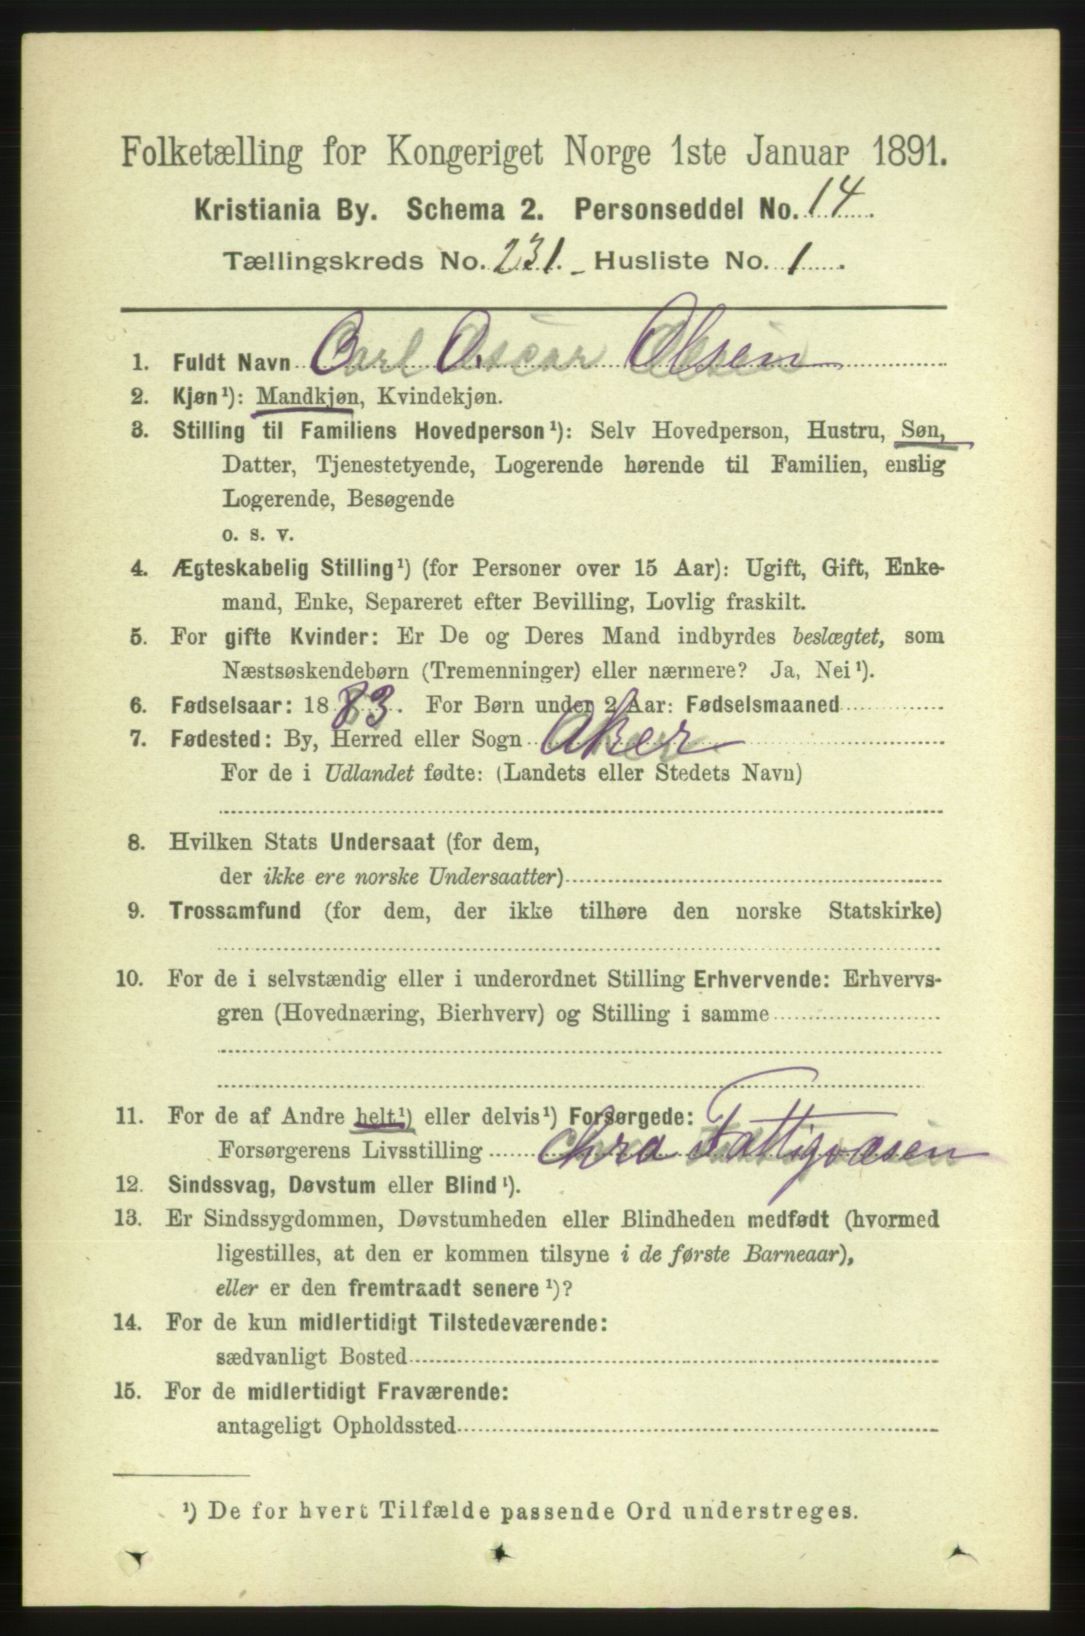 Folketælling for Kongeriget Norge 1ste Januar 1891.
Kristiania By. Schema 2. Personseddel No. 14.
Tællingskreds No. 231. - Husliste No. 1.
1. Fuldt Navn Carl Oscar Olsen
2. Kjøn¹): Mandkjøn, Kvindekjøn.
3. Stilling til Familiens Hovedperson¹): Selv Hovedperson, Hustru, Søn,
Datter, Tjenestetyende, Logerende hørende til Familien, enslig
Logerende, Besøgende
o. s. v.
4. Ægteskabelig Stilling¹) (for Personer over 15 Aar): Ugift, Gift, Enke-
mand, Enke, Separeret efter Bevilling, Lovlig fraskilt.
5. For gifte Kvinder: Er De og Deres Mand indbyrdes beslægtet, som
Næstsøskendebørn (Tremenninger) eller nærmere? Ja, Nei¹).
6. Fødselsaar: 1883. For Børn under 2 Aar: Fødselsmaaned
7. Fødested: By, Herred eller Sogn Aker
For de i Udlandet fødte: (Landets eller Stedets Navn)
8. Hvilken Stats Undersaat (for dem,
der ikke ere norske Undersaatter)
9. Trossamfund (for dem, der ikke tilhøre den norske Statskirke)
10. For de i selvstændig eller i underordnet Stilling Erhvervende: Erhvervs-
gren (Hovednæring, Bierhverv) og Stilling i samme
11. For de af Andre helt¹) eller delvis¹) Forsørgede:
Forsørgerens Livsstilling Chra Fattigvæsen
12. Sindssvag, Døvstum eller Blind¹).
13. Er Sindssygdommen, Døvstumheden eller Blindheden medfødt (hvormed
ligestilles, at den er kommen tilsyne i de første Barneaar),
eller er den fremtraadt senere¹)?
14. For de kun midlertidigt Tilstedeværende:
sædvanligt Bosted
15. For de midlertidigt Fraværende:
antageligt Opholdssted
¹) De for hvert Tilfælde passende Ord understreges.